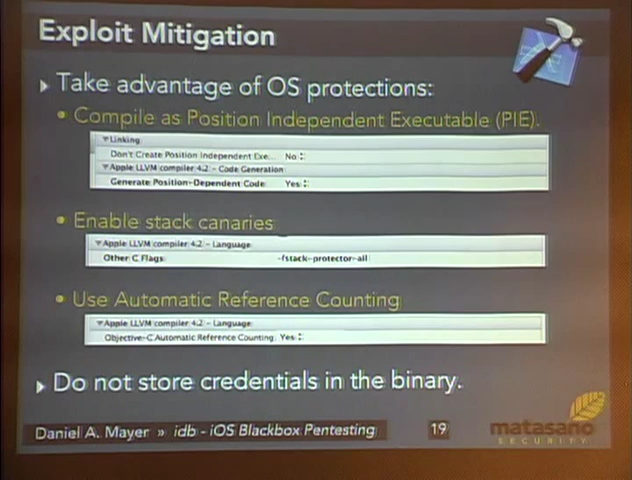 Exploit Mitigation
Take advantage of OS protections:
Compile as Position Independent Executable (PIE).
Linking
Don't Create Position Independent Exe... No
Apple LLVM compiler 4.2 - Code Generation
Generate Position-Dependent Code Yes
Enable stack canaries
Apple LLVM compiler 4.2 - Language
Other C Flags -fstack-protector-all
Use Automatic Reference Counting
Apple LLVM compiler 4.2 - Language
Objective-C Automatic Reference Counting Yes
Do not store credentials in the binary.
Daniel A. Mayer » idb - iOS Blackbox Pentesting 19
matasano
SECURITY